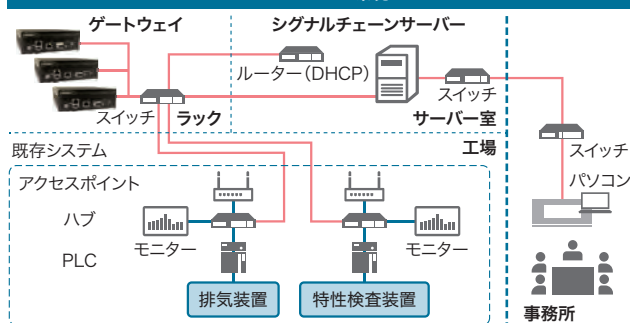 ゲートウェイ
シグナルチェーンサーバー
ルーター（DHCP）
スイッチ
ラック
スイッチ
サーバー室
既存システム
工場
スイッチ
アクセスポイント
パソコン
ハブ
モニター
モニター
PLC
排気装置
特性検査装置
事務所